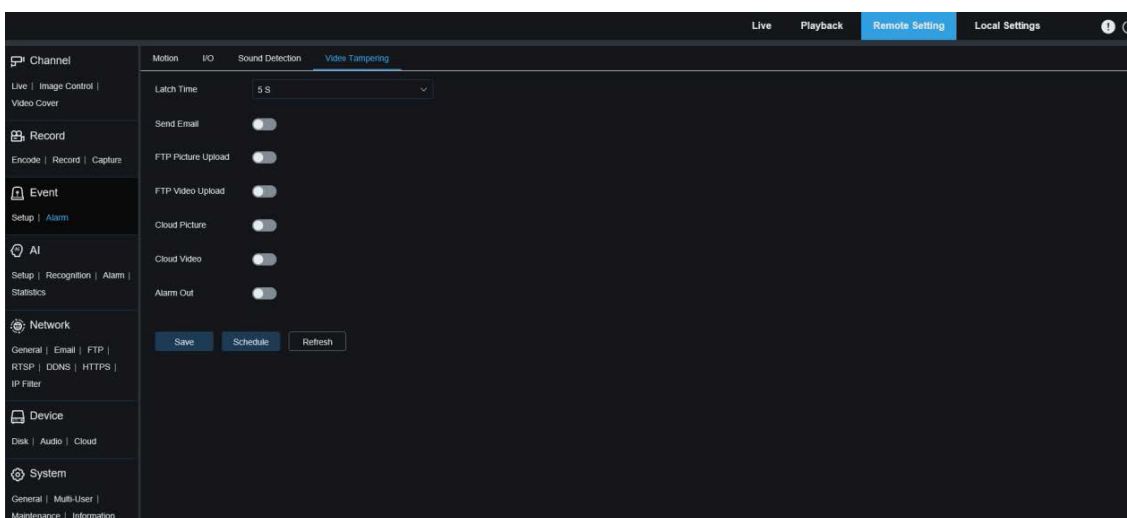 Live Playback Remote Setting Local Settings
Channel
Live | Image Control |
Video Cover
Record
Encode | Record | Capture
Event
Setup | Alarm
AI
Setup | Recognition | Alarm |
Statistics
Network
General | Email | FTP |
RTSP | DDNS | HTTPS |
IP Filter
Device
Disk | Audio | Cloud
System
General | Multi-User |
Maintenance | Information
Motion I/O Sound Detection Video Tampering
Latch Time 5 S
Send Email
FTP Picture Upload
FTP Video Upload
Cloud Picture
Cloud Video
Alarm Out
Save Schedule Refresh